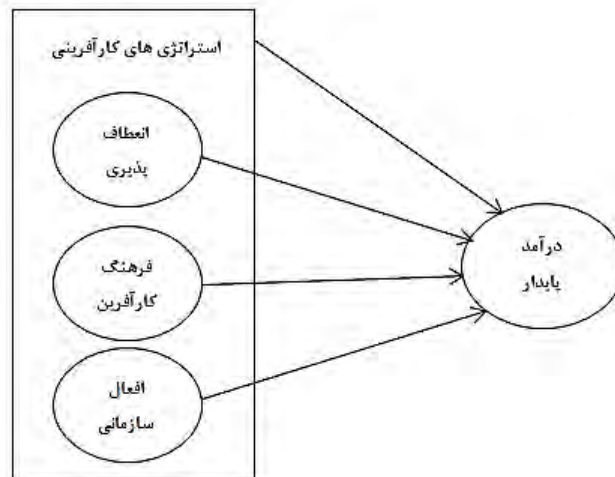 استراتژی های کارآفرینی
انعطاف
پذیری
فرهنگ
کارآفرین
افعال
سازمانی
درآمد
پایدار